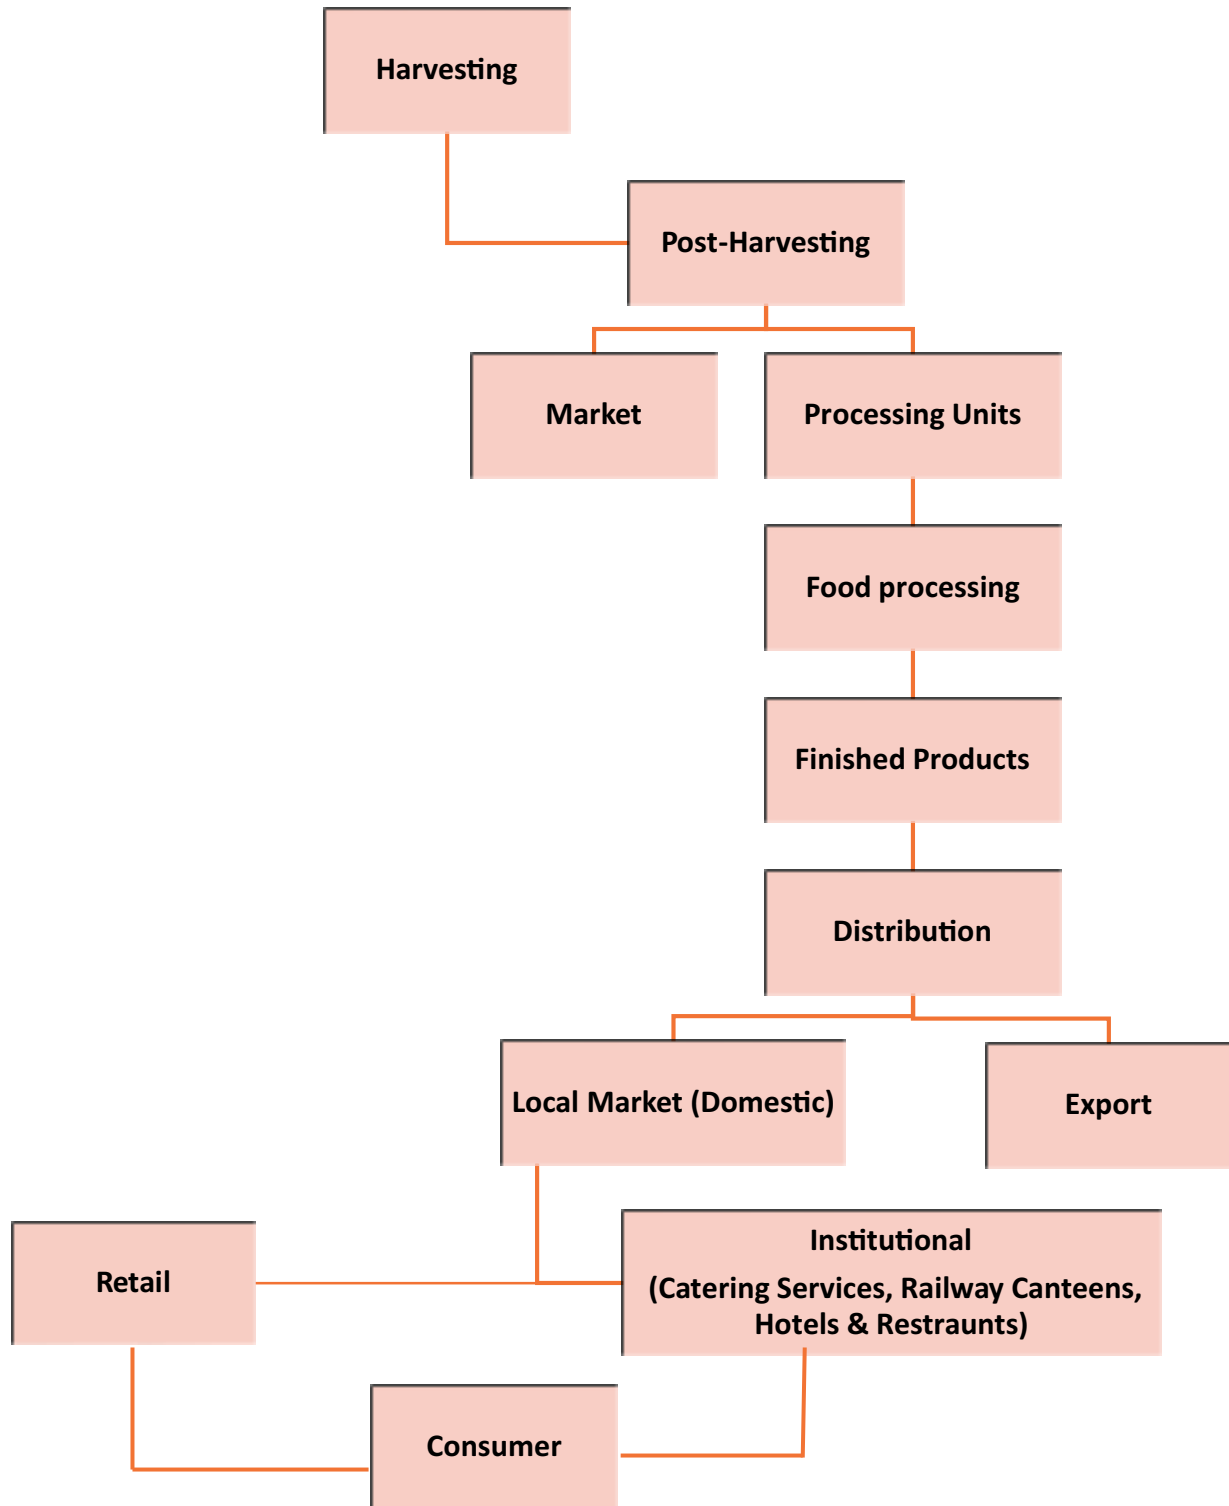 Harvesting
Post-Harvesting
Market
Processing Units
Food processing
Finished Products
Distribution
Local Market (Domestic)
Export
Retail
Institutional
(Catering Services, Railway Canteens,
Hotels & Restraunts)
Consumer